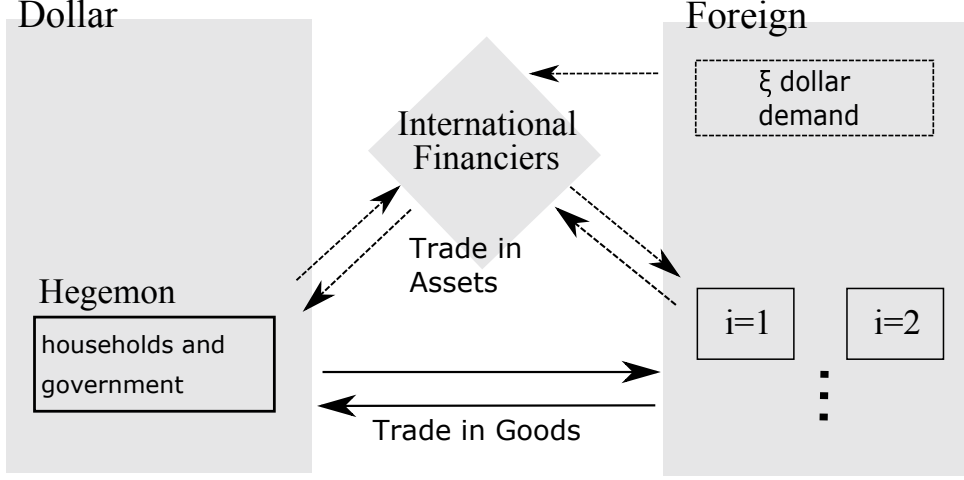 Dollar
Foreign
ξ dollar
demand
International
Financiers
Trade in
Assets
Hegemon
households and
government
i=1
i=2
Trade in Goods